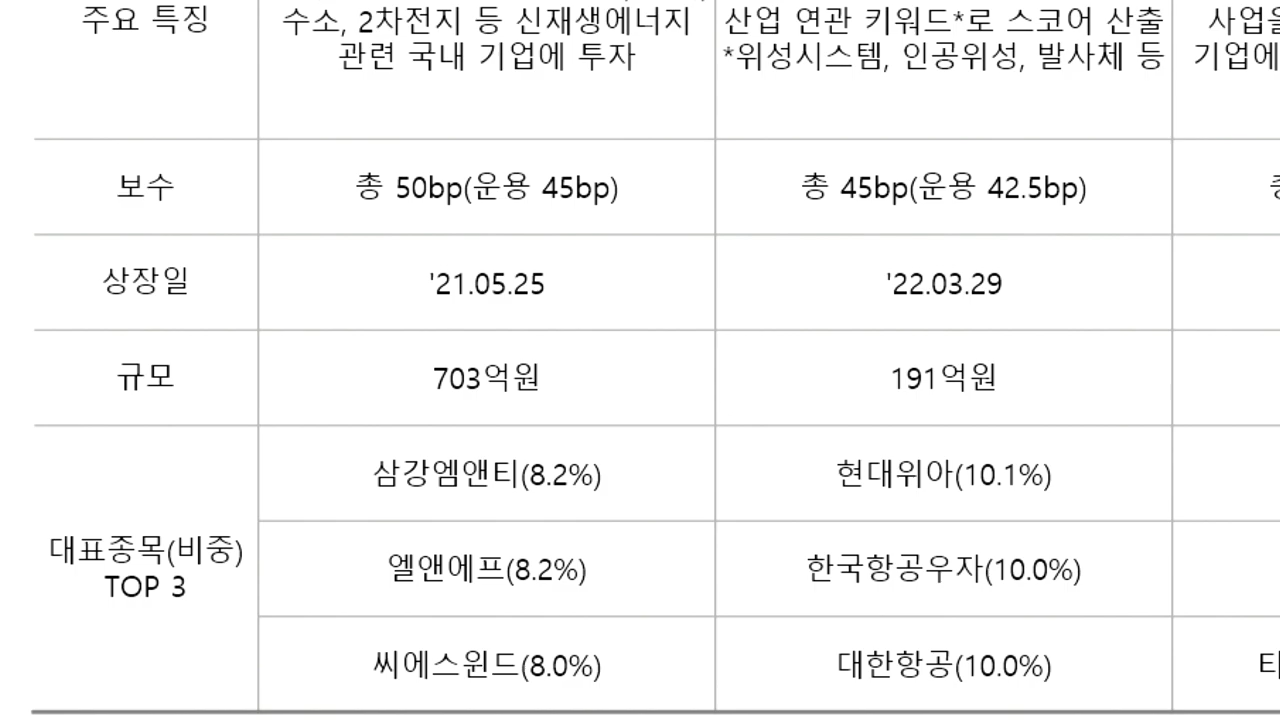 주요 특징
수소, 2차전지 등 신재생에너지
관련 국내 기업에 투자
산업 연관 키워드*로 스코어 산출
*위성시스템, 인공위성, 발사체 등
기업에
보수
총 50bp(운용 45bp)
총 45bp(운용 42.5bp)
상장일
'21.05.25
'22.03.29
규모
703억원
191억원
대표종목(비중)
TOP 3
삼강엠앤티(8.2%)
현대위아(10.1%)
엘앤에프(8.2%)
한국항공우자(10.0%)
씨에스윈드(8.0%)
대한항공(10.0%)